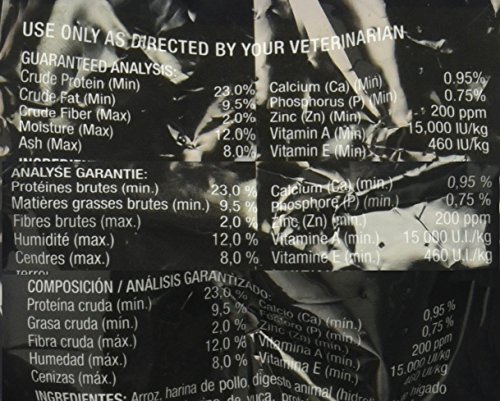 USE ONLY AS DIRECTED BY YOUR VETERINARIAN
GUARANTEED ANALYSIS:
Crude Protein (Min) 23.0% Calcium (Ca) (Min) 0.95%
Crude Fat (Min) 9.5% Phosphorus (P) (Min) 0.75%
Crude Fiber (Max) 2.0% Zinc (Zn) (Min) 200 ppm
Moisture (Max) 12.0% Vitamin A (Min) 15,000 IU/kg
Ash (Max) 8.0% Vitamin E (Min) 460 IU/kg
ANALYSE GARANTIE:
Protéines brutes (min.) 23,0 % Calcium (Ca) (min.) 0,95 %
Matières grasses brutes (min.) 9,5 % Phosphore (P) (min.) 0,75 %
Fibres brutes (max.) 2,0 % Zinc (Zn) (min.) 200 ppm
Humidité (max.) 12,0 % Vitamine A (min.) 15 000 U.I./kg
Cendres (max.) 8,0 % Vitamine E (min.) 460 U.I./kg
COMPOSICIÓN / ANÁLISIS GARANTIZADO:
Proteína cruda (mín.) 23,0 % Calcio (Ca) (mín.) 0,95 %
Grasa cruda (mín.) 9,5 % Fósforo (P) (mín.) 0,75 %
Fibra cruda (máx.) 2,0 % Zinc (Zn) (mín.) 200 ppm
Humedad (máx.) 12,0 % Vitamina A (mín.) 15.000 UI/kg
Cenizas (máx.) 8,0 % Vitamina E (mín.) 460 UI/kg
INGREDIENTES: Arroz, harina de pollo, digesto animal hígado
de yuca,